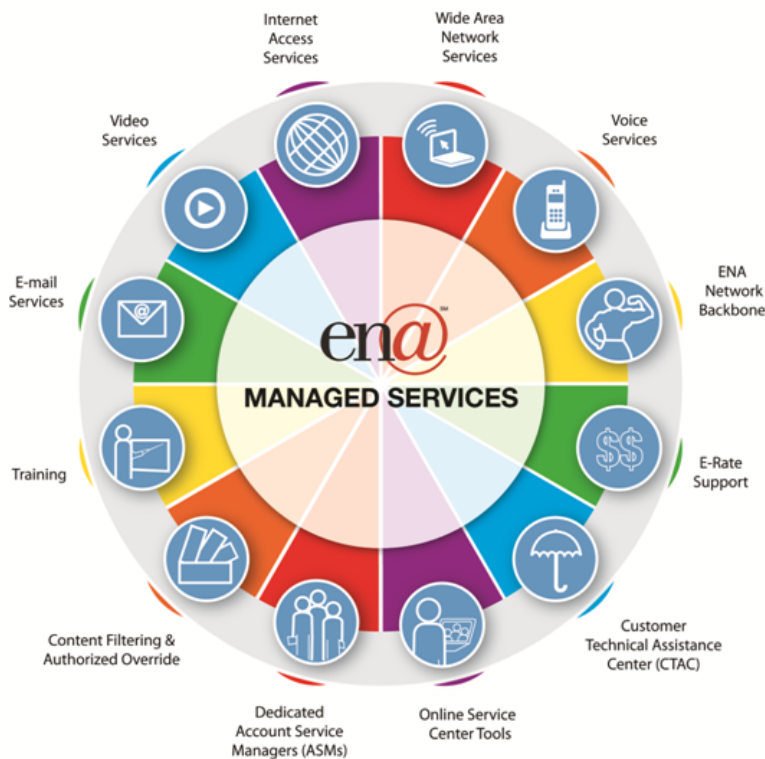 Internet
Access
Services
Wide Area
Network
Services
Video
Services
Voice
Services
E-mail
Services
ENA
Network
Backbone
@
en@ SM
MANAGED SERVICES
Training
$$
E-Rate
Support
Content Filtering &
Authorized Override
Customer
Technical Assistance
Center (CTAC)
Dedicated
Account Service
Managers (ASMs)
Online Service
Center Tools